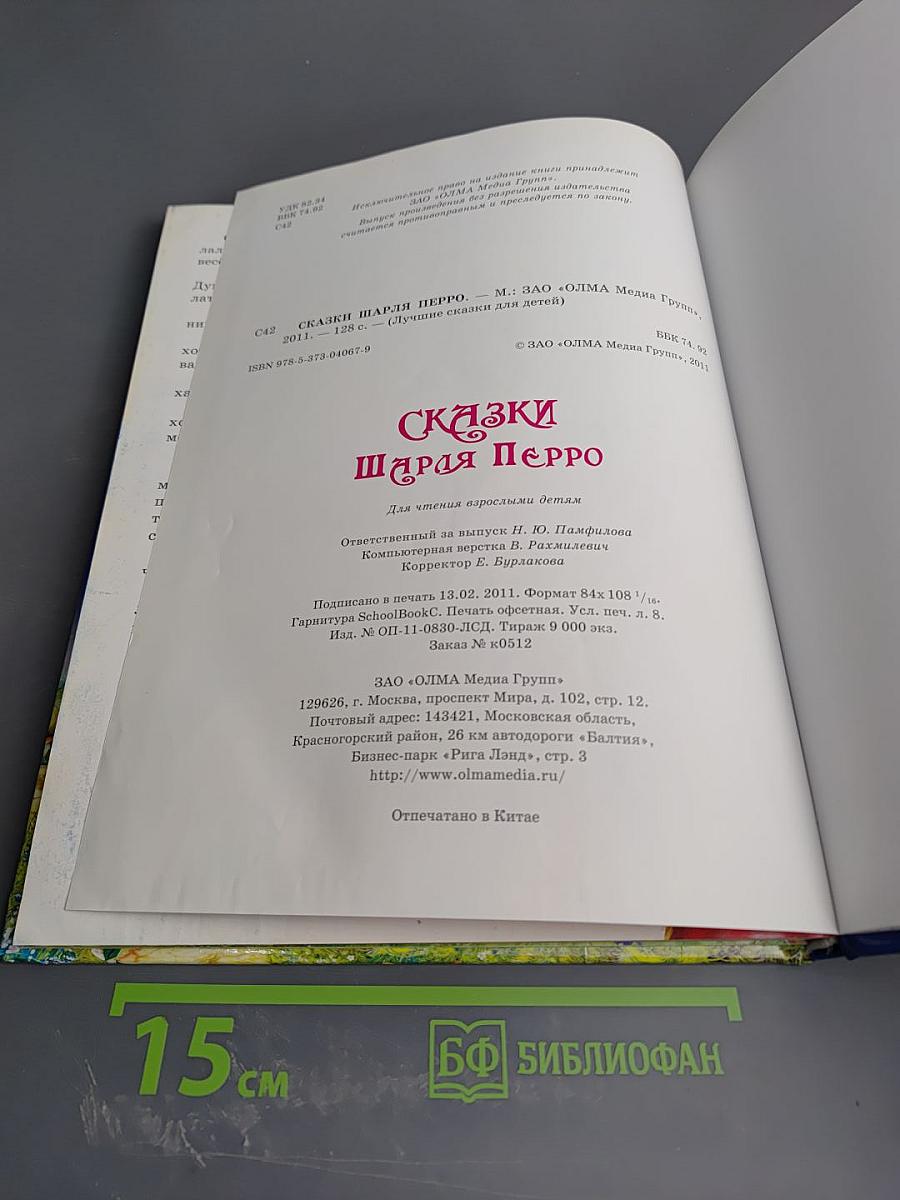 УДК 82.34
ББК 74.92
С42
Исключительное право на издание книги принадлежит
ЗАО «ОЛМА Медиа Групп».
Выпуск произведения без разрешения издательства
считается противоправным и преследуется по закону.
С42 СКАЗКИ ШАРЛЯ ПЕРРО. — М.: ЗАО «ОЛМА Медиа Групп»,
2011. — 128 с. — (Лучшие сказки для детей)
ББК 74. 92
ISBN 978-5-373-04067-9
© ЗАО «ОЛМА Медиа Групп», 2011
СКАЗКИ
ШАРЛЯ ПЕРРО
Для чтения взрослыми детям
Ответственный за выпуск Н. Ю. Памфилова
Компьютерная верстка В. Рахмилевич
Корректор Е. Бурлакова
Подписано в печать 13.02. 2011. Формат 84х108 1/16.
Гарнитура SchoolBookC. Печать офсетная. Усл. печ. л. 8.
Изд. № ОП-11-0830-ЛСД. Тираж 9 000 экз.
Заказ № к0512
ЗАО «ОЛМА Медиа Групп»
129626, г. Москва, проспект Мира, д. 102, стр. 12.
Почтовый адрес: 143421, Московская область,
Красногорский район, 26 км автодороги «Балтия»,
Бизнес-парк «Рига Лэнд», стр. 3
http://www.olmamedia.ru/
Отпечатано в Китае
15 см
БФ БИБЛИОФАН